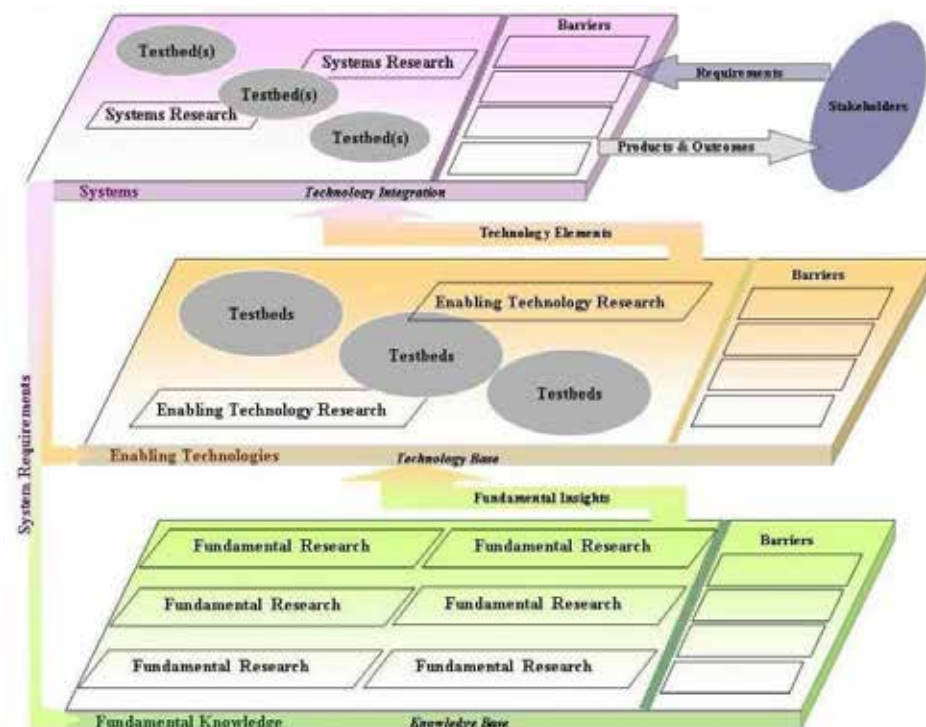 Barriers
Testbed(s)
Systems Research
Requirements
Testbed(s)
Systems Research
Stakeholders
Testbed(s)
Products & Outcomes
Systems
Technology Integration
Technology Elements
Barriers
Enabling Technology Research
Testbeds
Testbeds
Testbeds
Enabling Technology Research
System Requirements
Enabling Technologies
Technology Base
Fundamental Insights
Barriers
Fundamental Research
Fundamental Research
Fundamental Research
Fundamental Research
Fundamental Research
Fundamental Research
Fundamental Knowledge
Knowledge Base